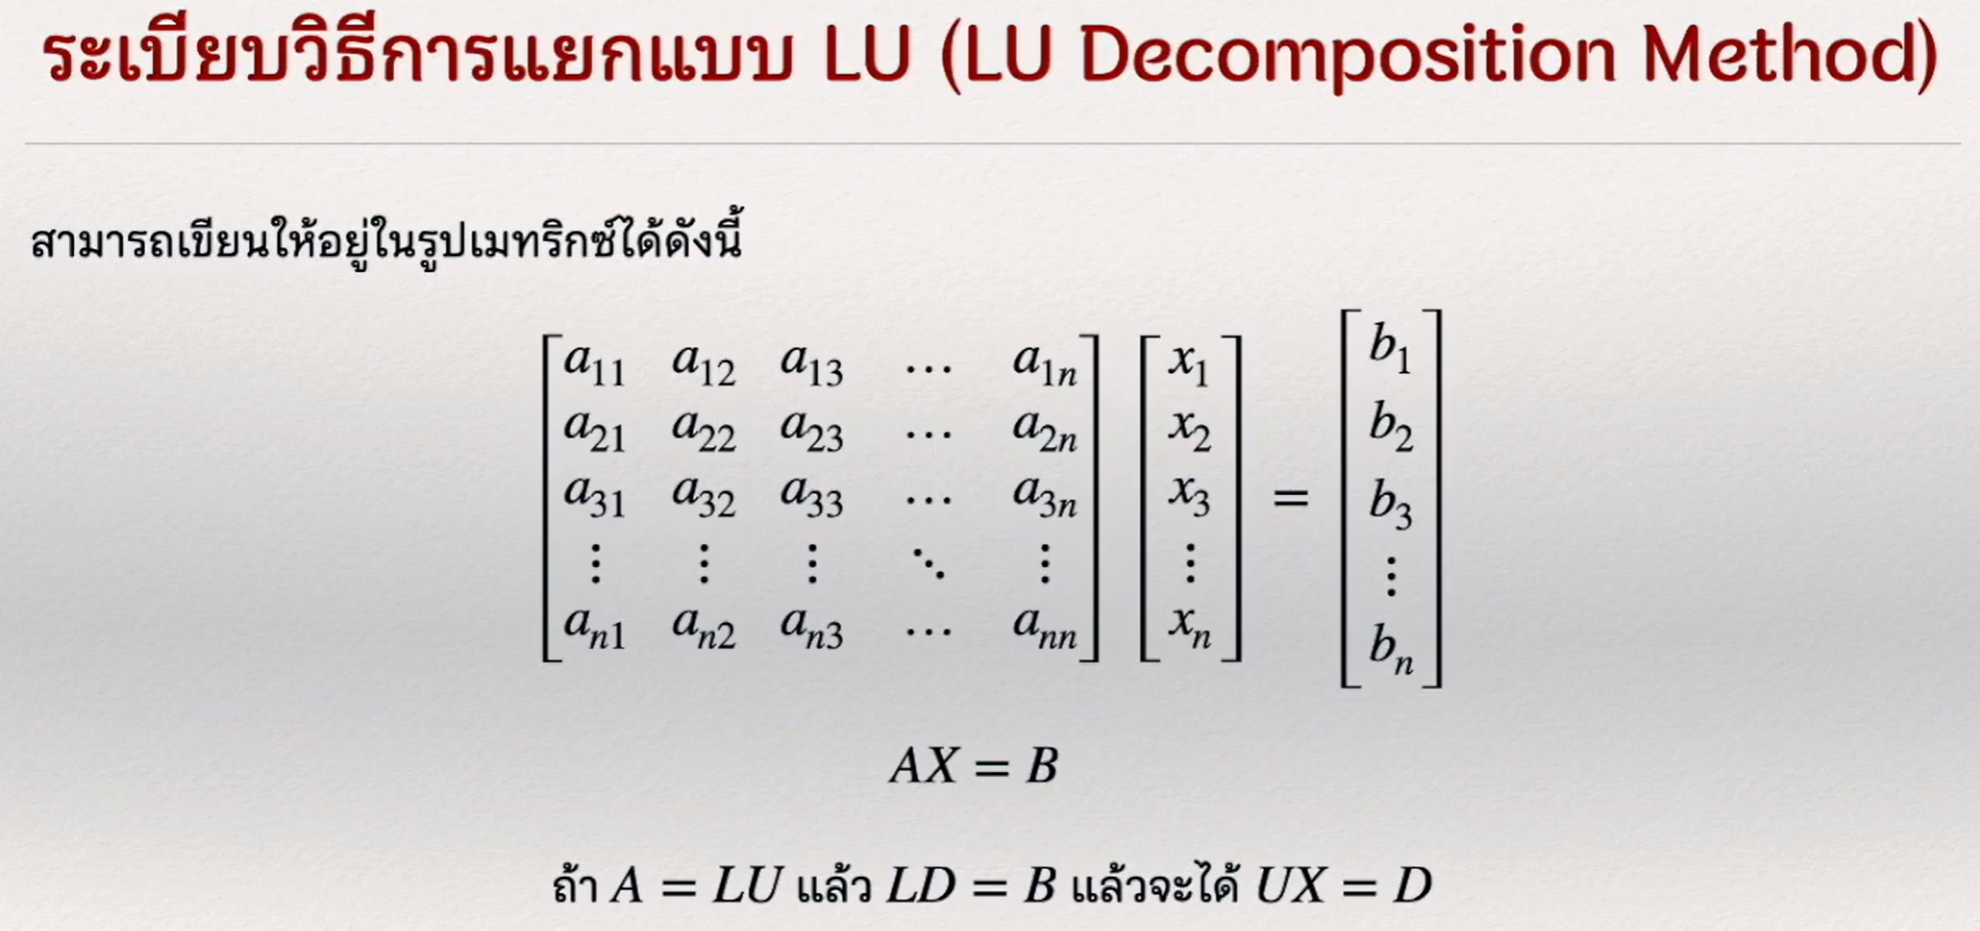 ระเบียบวิธีการแยกแบบ LU (LU Decomposition Method)
สามารถเขียนให้อยู่ในรูปเมทริกซ์ได้ดังนี้
a11 a12 a13 … a1n x1 b1
a21 a22 a23 … a2n x2 b2
a31 a32 a33 … a3n x3 = b3
⋮ ⋮ ⋮ ⋱ ⋮ ⋮ ⋮
an1 an2 an3 … ann xn bn
AX = B
ถ้า A = LU แล้ว LD = B แล้วจะได้ UX = D